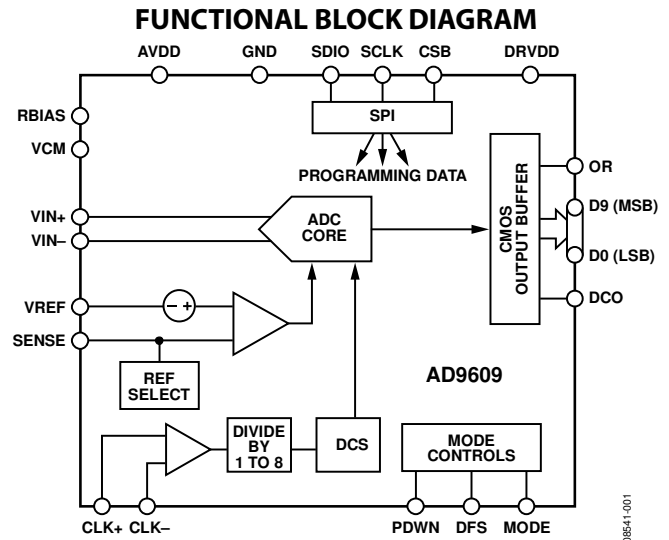 FUNCTIONAL BLOCK DIAGRAM
AVDD GND SDIO SCLK CSB DRVDD
RBIAS
SPI
VCM
PROGRAMMING DATA
OR
VIN+
ADC
CORE
CMOS
OUTPUT BUFFER
D9 (MSB)
VIN–
D0 (LSB)
VREF
– +
DCO
SENSE
REF
SELECT
AD9609
DIVIDE
BY
1 TO 8
DCS
MODE
CONTROLS
CLK+ CLK– PDWN DFS MODE
08541-001